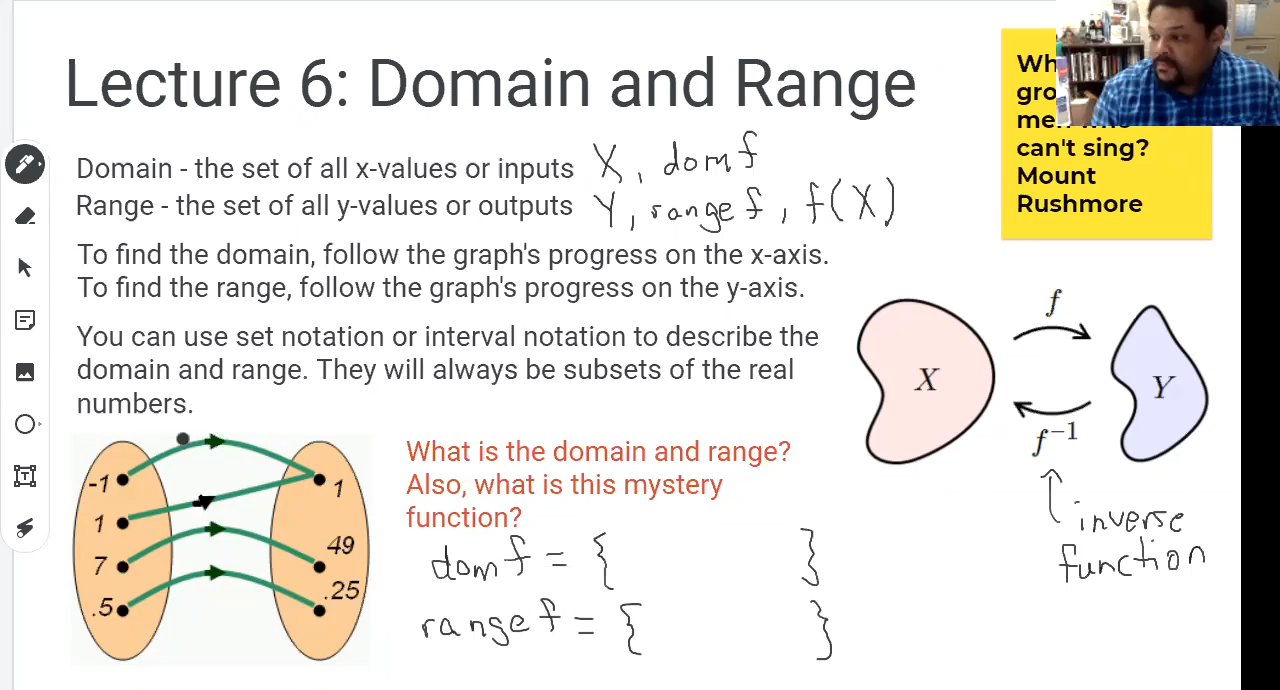 Lecture 6: Domain and Range
Domain - the set of all x-values or inputs X, dom f
Range - the set of all y-values or outputs Y, range f, f(X)
To find the domain, follow the graph's progress on the x-axis.
To find the range, follow the graph's progress on the y-axis.
You can use set notation or interval notation to describe the
domain and range. They will always be subsets of the real
numbers.
can't sing?
Mount
Rushmore
f
X
Y
f⁻¹
inverse
function
-1
1
7
.5
1
49
.25
What is the domain and range?
Also, what is this mystery
function?
dom f = { }
range f = { }